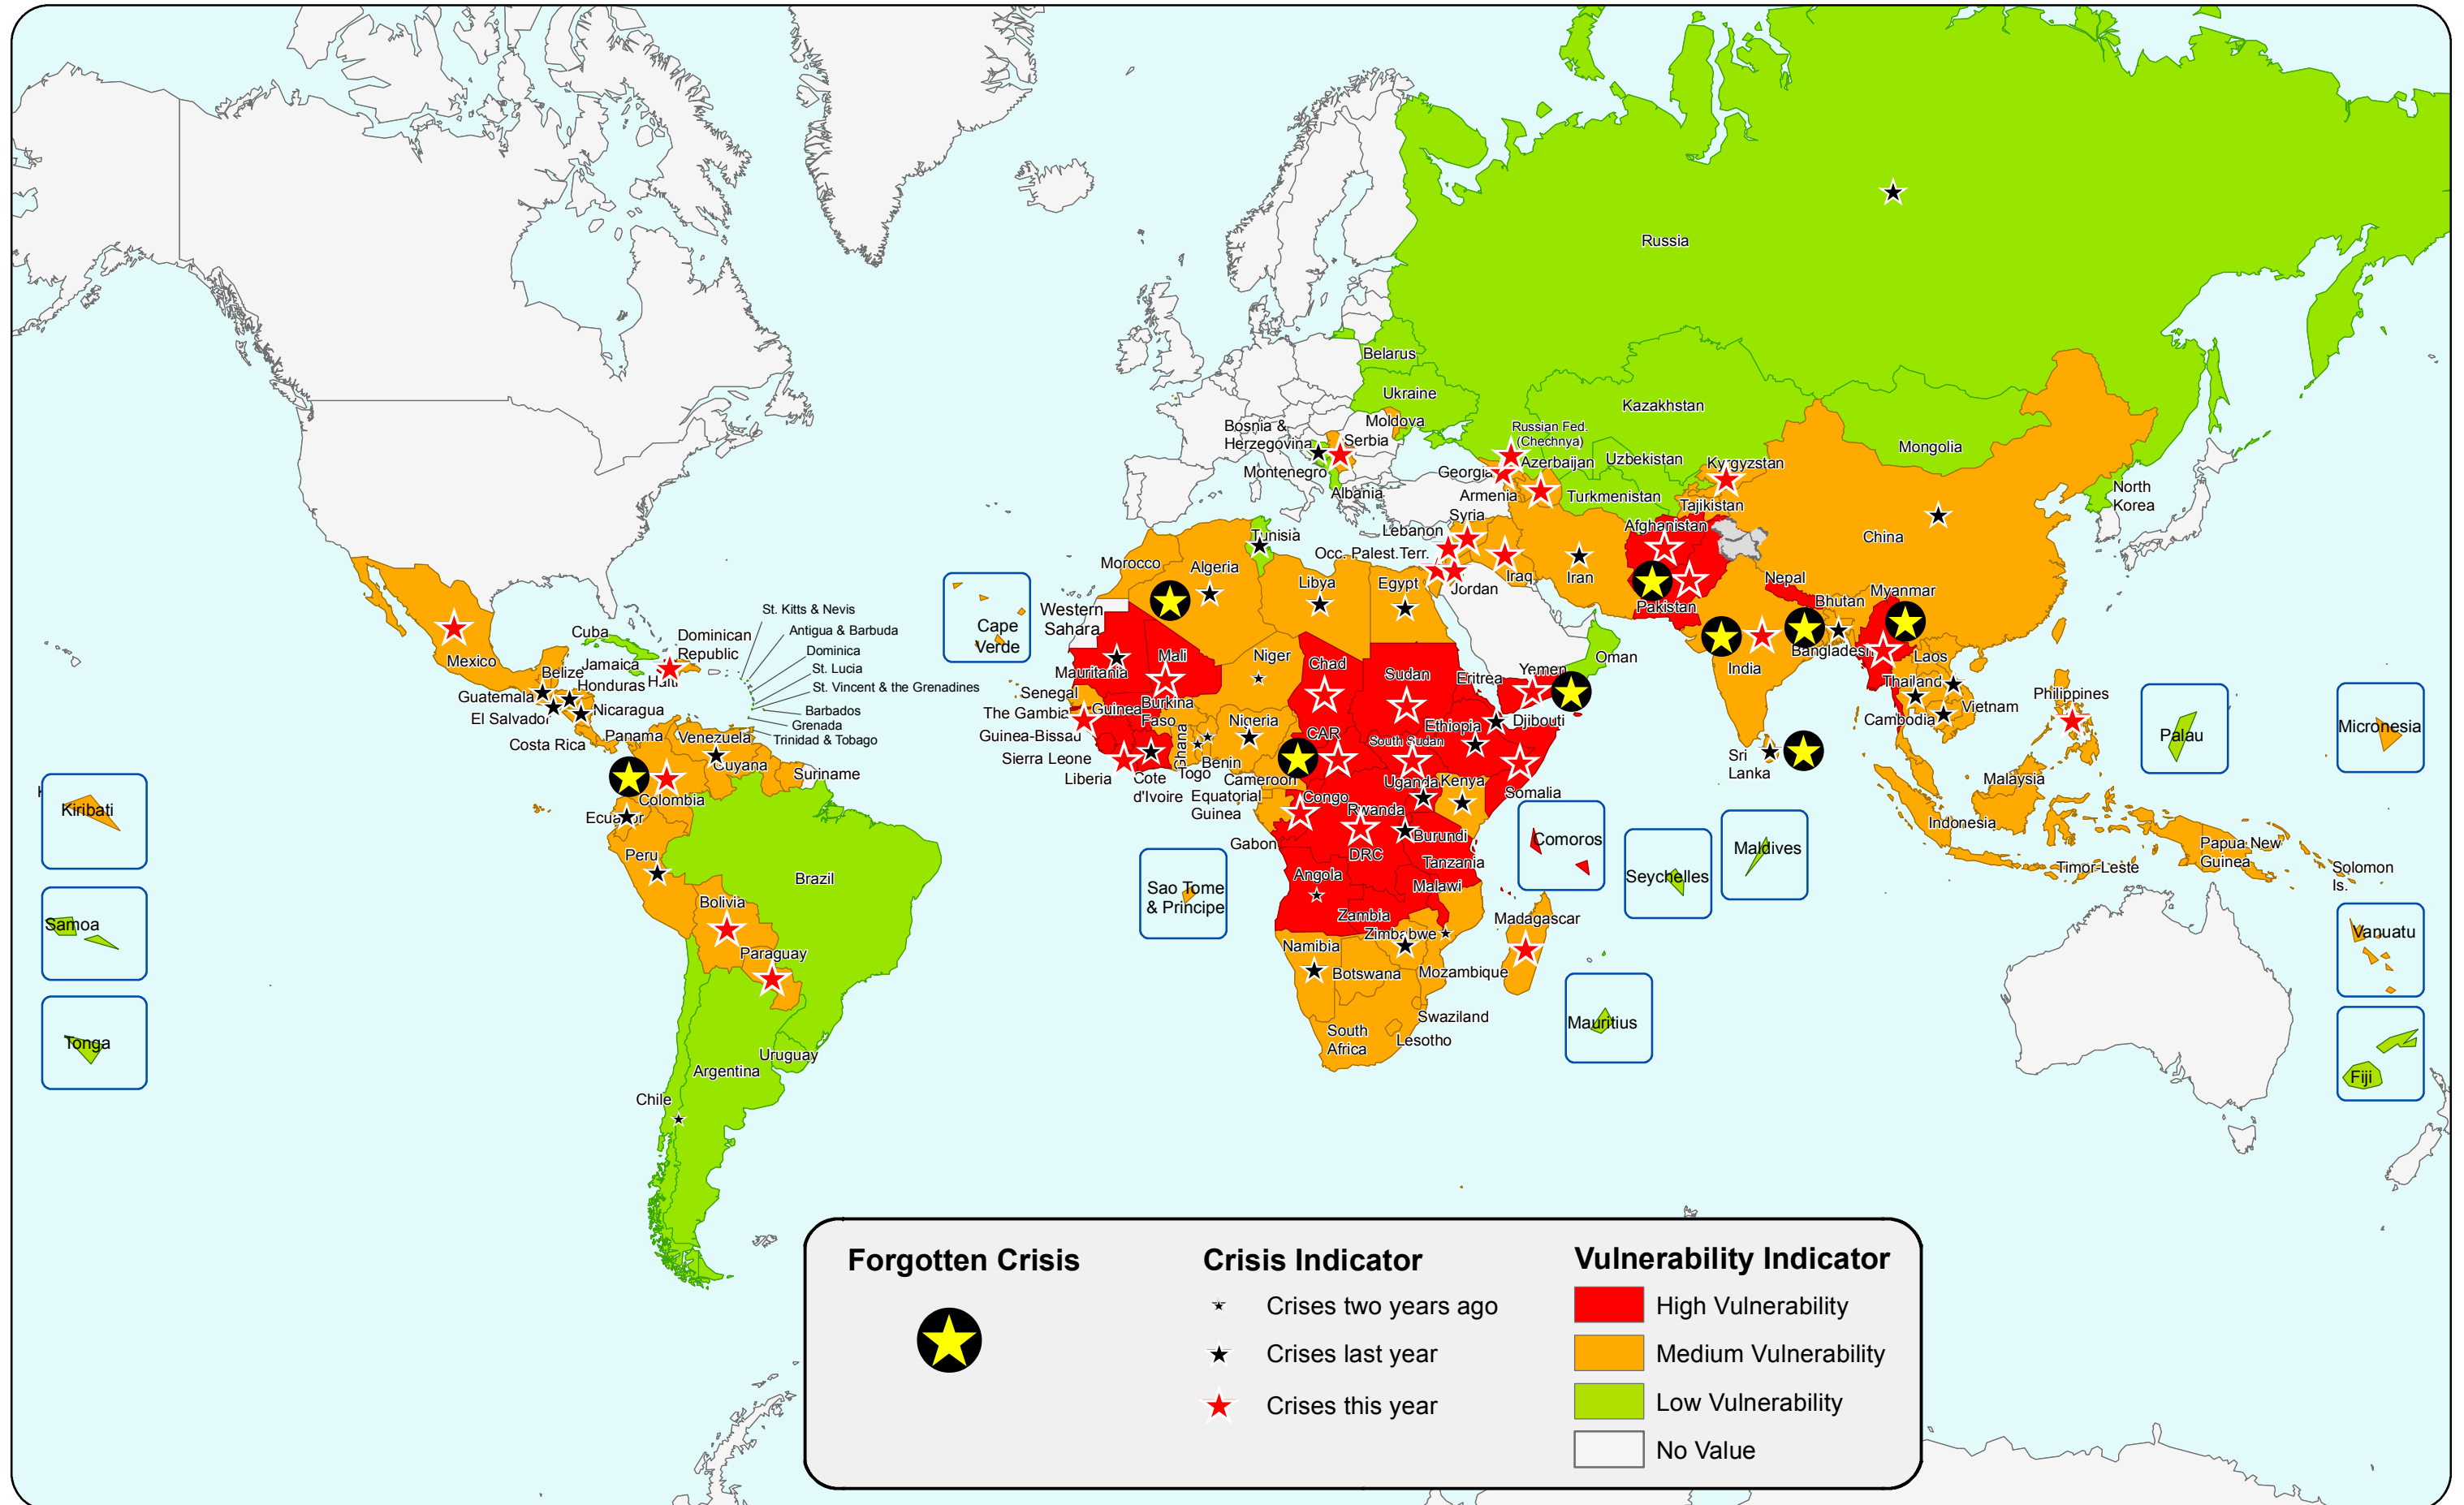 Russia
Belarus
Ukraine
Kazakhstan
Moldova
Bosnia &
Herzegovina
Serbia
Russian Fed.
(Chechnya)
Mongolia
Montenegro
Georgia
Azerbaijan
Uzbekistan
Kyrgyzstan
Albania
Armenia
Turkmenistan
Tajikistan
North
Korea
Syria
Afghanistan
Tunisia
Lebanon
China
Occ. Palest.Terr.
Morocco
Algeria
Libya
Egypt
Jordan
Iraq
Iran
Nepal
Pakistan
Bhutan
Myanmar
Western
Sahara
Cape
Verde
St. Kitts & Nevis
Antigua & Barbuda
Dominica
St. Lucia
St. Vincent & the Grenadines
Barbados
Grenada
Trinidad & Tobago
Cuba
Dominican
Republic
Mexico
Jamaica
Haiti
Belize
Honduras
Guatemala
El Salvador
Nicaragua
Costa Rica
Panama
Venezuela
Guyana
Suriname
Colombia
Ecuador
Peru
Brazil
Bolivia
Paraguay
Uruguay
Argentina
Chile
Mauritania
Mali
Niger
Chad
Sudan
Eritrea
Yemen
Oman
India
Bangladesh
Laos
Thailand
Vietnam
Cambodia
Philippines
Palau
Micronesia
Senegal
The Gambia
Guinea-Bissau
Guinea
Burkina
Faso
Sierra Leone
Liberia
Cote
d'Ivoire
Ghana
Togo
Benin
Nigeria
Cameroon
Equatorial
Guinea
CAR
South Sudan
Ethiopia
Djibouti
Somalia
Uganda
Kenya
Congo
Rwanda
Burundi
Gabon
DRC
Tanzania
Sao Tome
& Principe
Angola
Malawi
Zambia
Zimbabwe
Namibia
Botswana
Mozambique
Madagascar
Swaziland
South
Africa
Lesotho
Comoros
Seychelles
Maldives
Mauritius
Sri
Lanka
Malaysia
Indonesia
Timor-Leste
Papua New
Guinea
Solomon
Is.
Vanuatu
Fiji
Kiribati
Samoa
Tonga
Forgotten Crisis
Crisis Indicator
Crises two years ago
Crises last year
Crises this year
Vulnerability Indicator
High Vulnerability
Medium Vulnerability
Low Vulnerability
No Value